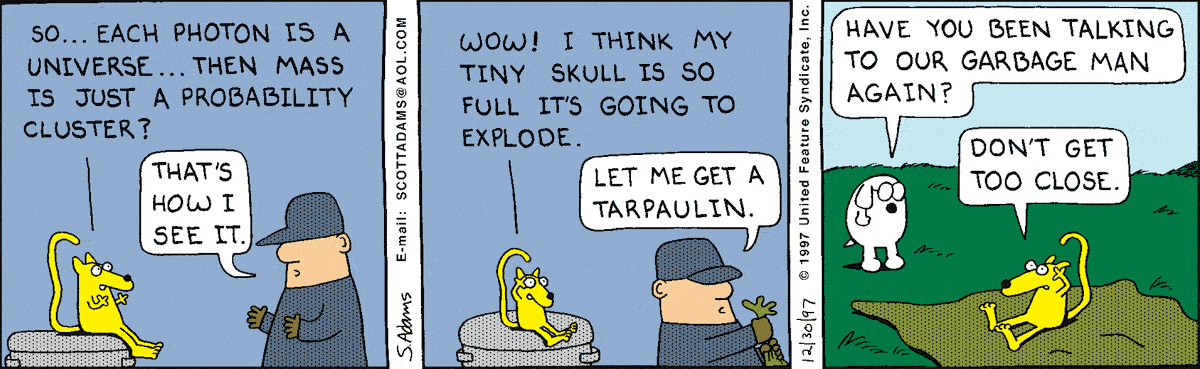 SO... EACH PHOTON IS A
UNIVERSE... THEN MASS
IS JUST A PROBABILITY
CLUSTER?
THAT'S
HOW I
SEE IT.
S.Adams
E-mail: SCOTTADAMS@AOL.COM
WOW! I THINK MY
TINY SKULL IS SO
FULL IT'S GOING TO
EXPLODE.
LET ME GET A
TARPAULIN.
12/30/97 © 1997 United Feature Syndicate, Inc.
HAVE YOU BEEN TALKING
TO OUR GARBAGE MAN
AGAIN?
DON'T GET
TOO CLOSE.